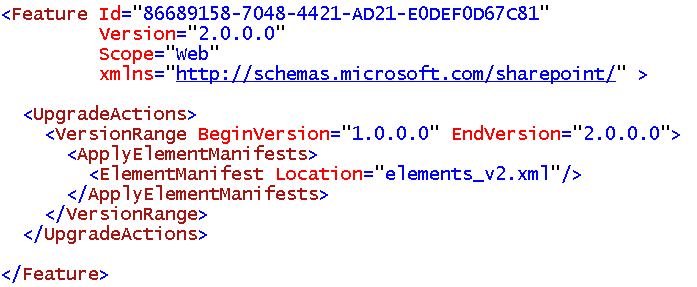 <Feature Id="86689158-7048-4421-AD21-E0DEF0D67C81"
Version="2.0.0.0"
Scope="Web"
xmlns="http://schemas.microsoft.com/sharepoint/" >
<UpgradeActions>
<VersionRange BeginVersion="1.0.0.0" EndVersion="2.0.0.0">
<ApplyElementManifests>
<ElementManifest Location="elements_v2.xml"/>
</ApplyElementManifests>
</VersionRange>
</UpgradeActions>
</Feature>